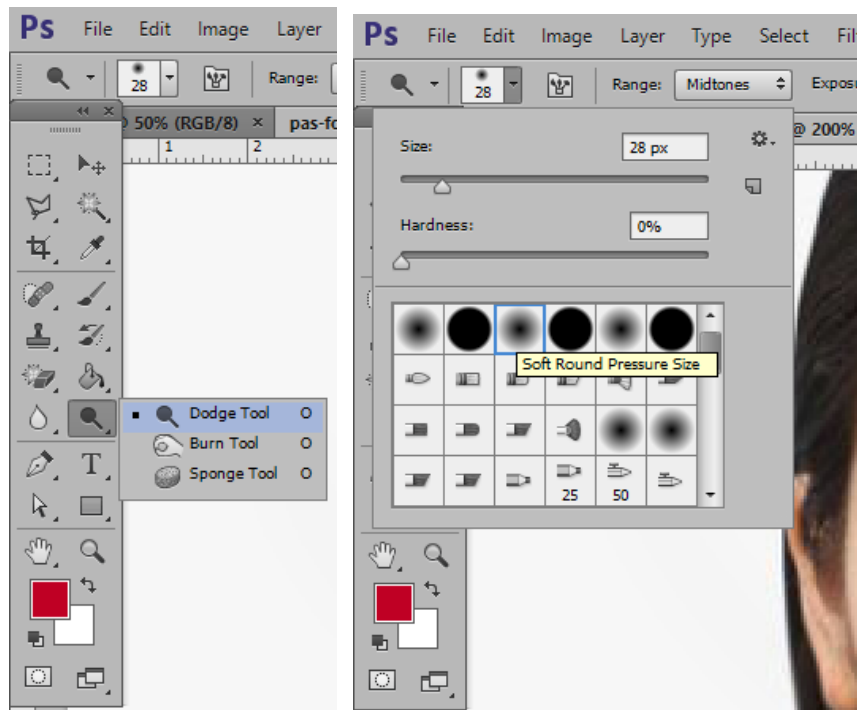 Ps File Edit Image Layer
28 Range:
50% (RGB/8) × pas-fo
1 2
Dodge Tool O
Burn Tool O
Sponge Tool O
T
Ps File Edit Image Layer Type Select Filt
28 Range: Midtones Exposu
@ 200%
Size: 28 px
Hardness: 0%
Soft Round Pressure Size
25 50